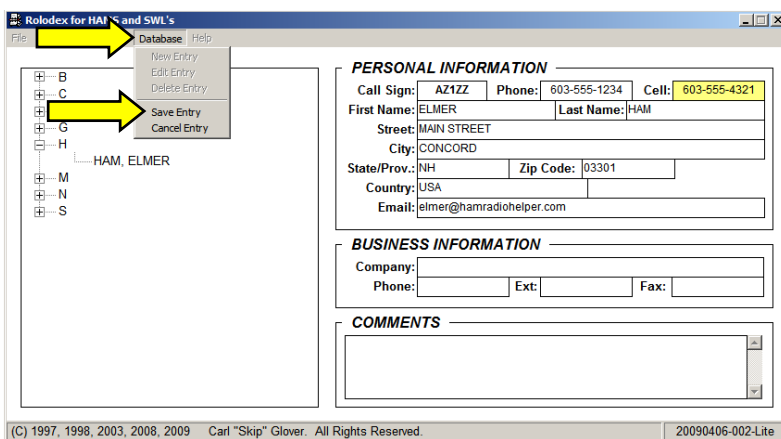 Rolodex for HAMS and SWL's
File Database Help
New Entry
Edit Entry
Delete Entry
Save Entry
Cancel Entry
B
C
G
H
HAM, ELMER
M
N
S
PERSONAL INFORMATION
Call Sign: AZ1ZZ Phone: 603-555-1234 Cell: 603-555-4321
First Name: ELMER Last Name: HAM
Street: MAIN STREET
City: CONCORD
State/Prov.: NH Zip Code: 03301
Country: USA
Email: elmer@hamradiohelper.com
BUSINESS INFORMATION
Company:
Phone: Ext: Fax:
COMMENTS
(C) 1997, 1998, 2003, 2008, 2009 Carl "Skip" Glover. All Rights Reserved. 20090406-002-Lite